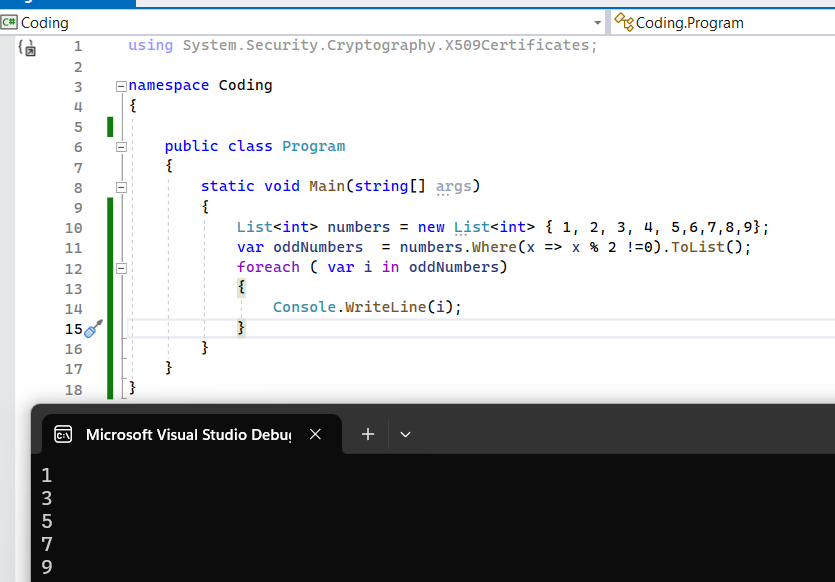 C# Coding Coding.Program
1 using System.Security.Cryptography.X509Certificates;
2
3 namespace Coding
4 {
5
6 public class Program
7 {
8 static void Main(string[] args)
9 {
10 List<int> numbers = new List<int> { 1, 2, 3, 4, 5,6,7,8,9};
11 var oddNumbers  = numbers.Where(x => x % 2 !=0).ToList();
12 foreach ( var i in oddNumbers)
13 {
14 Console.WriteLine(i);
15 }
16 }
17 }
18 }
Microsoft Visual Studio Debu
1
3
5
7
9